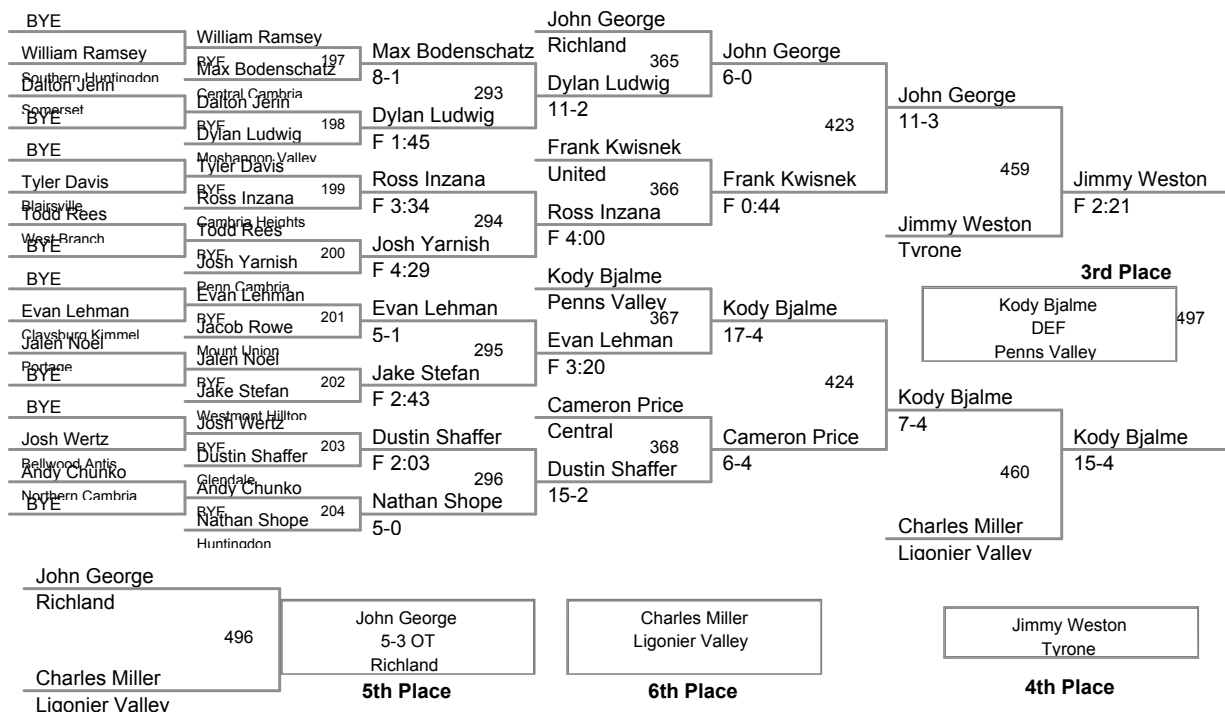 BYE
William Ramsey
Southern Huntingdon
Dalton Jerin
Somerset
BYE
BYE
Tyler Davis
Blairsville
Todd Rees
West Branch
BYE
BYE
Evan Lehman
Claysburg Kimmel
Jalen Noel
Portage
BYE
BYE
Josh Wertz
Bellwood Antis
Andy Chunko
Northern Cambria
BYE
William Ramsey
BYE 197
Max Bodenschatz
Central Cambria
Dalton Jerin
BYE 198
Dylan Ludwig
Moshannon Valley
Tyler Davis
BYE 199
Ross Inzana
Cambria Heights
Todd Rees
BYE 200
Josh Yarnish
Penn Cambria
Evan Lehman
BYE 201
Jacob Rowe
Mount Union
Jalen Noel
BYE 202
Jake Stefan
Westmont Hilltop
Josh Wertz
BYE 203
Dustin Shaffer
Glendale
Andy Chunko
BYE 204
Nathan Shope
Huntingdon
Max Bodenschatz
8-1
293
Dylan Ludwig
F 1:45
Ross Inzana
F 3:34
294
Josh Yarnish
F 4:29
Evan Lehman
5-1
295
Jake Stefan
F 2:43
Dustin Shaffer
F 2:03
296
Nathan Shope
5-0
John George
Richland
365
Dylan Ludwig
11-2
Frank Kwisnek
United
366
Ross Inzana
F 4:00
Kody Bjalme
Penns Valley
367
Evan Lehman
F 3:20
Cameron Price
Central
368
Dustin Shaffer
15-2
John George
6-0
423
Frank Kwisnek
F 0:44
Kody Bjalme
17-4
424
Cameron Price
6-4
John George
11-3
459
Jimmy Weston
Tyrone
Jimmy Weston
F 2:21
3rd Place
Kody Bjalme
DEF
Penns Valley
497
Kody Bjalme
7-4
460
Charles Miller
Ligonier Valley
Kody Bjalme
15-4
John George
Richland
496
Charles Miller
Ligonier Valley
John George
5-3 OT
Richland
5th Place
Charles Miller
Ligonier Valley
6th Place
Jimmy Weston
Tyrone
4th Place